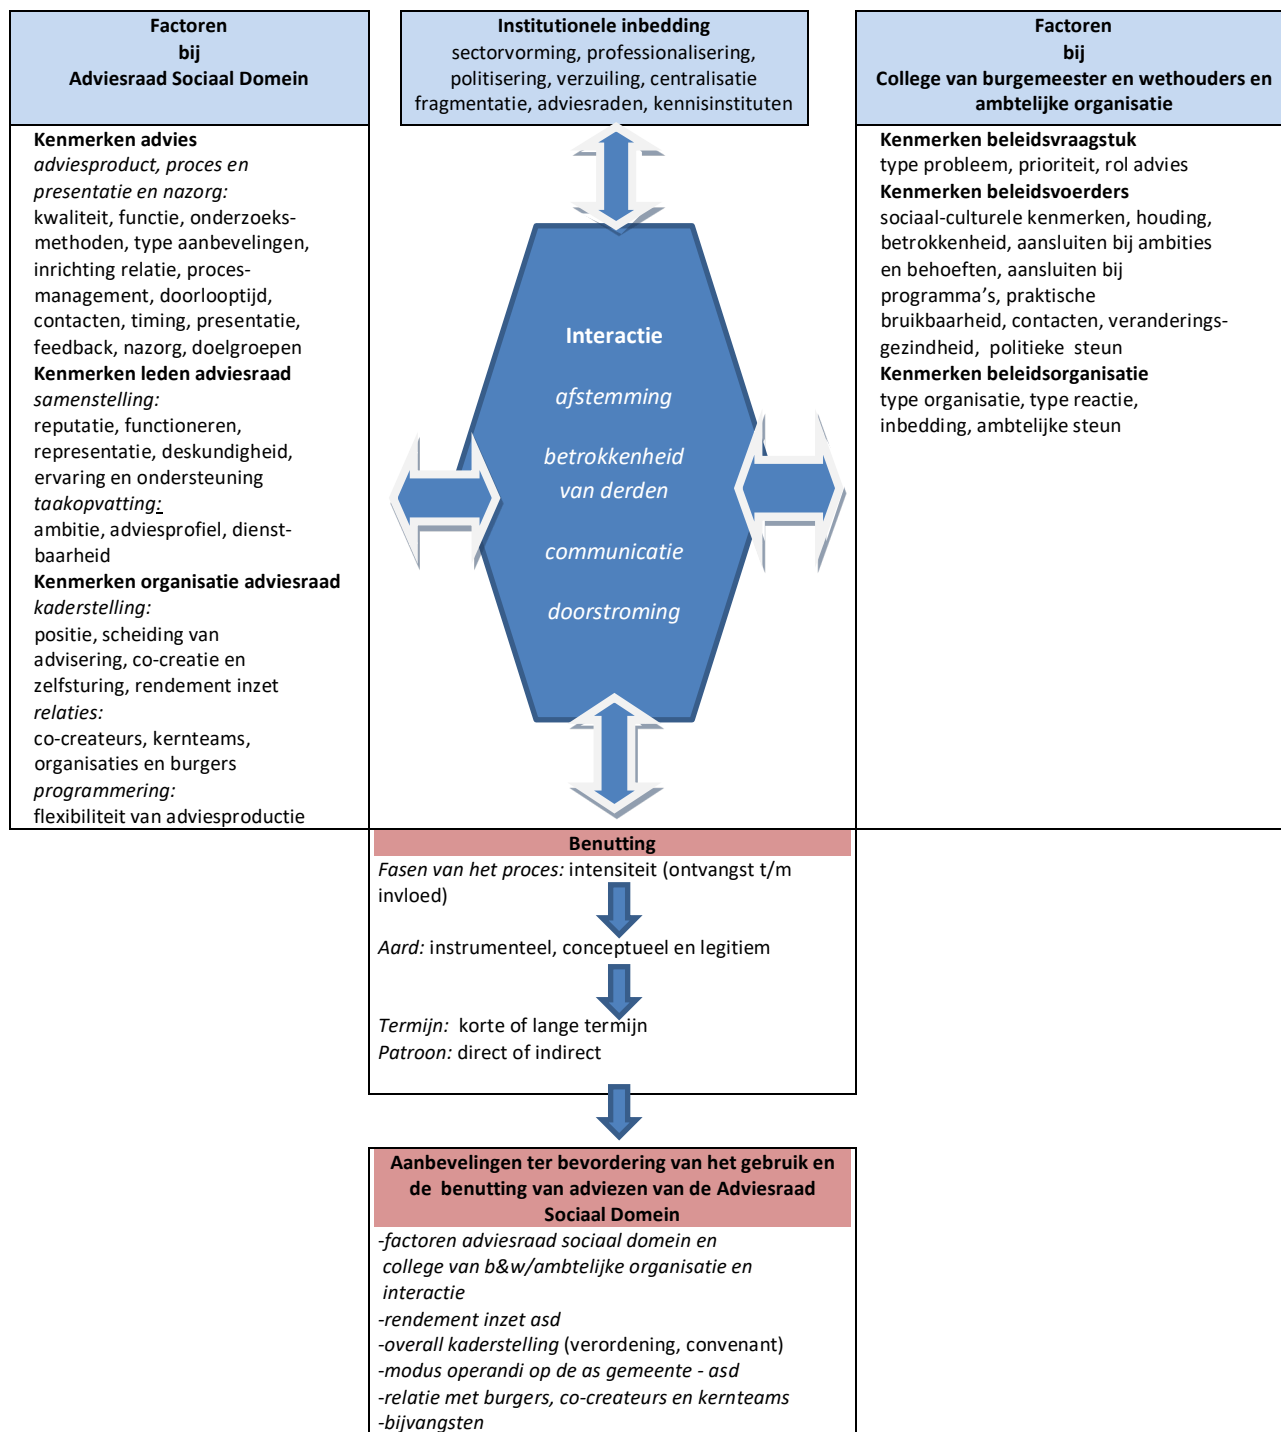 Factoren
bij
Adviesraad Sociaal Domein
Kenmerken advies
adviesproduct, proces en
presentatie en nazorg:
kwaliteit, functie, onderzoeks-
methoden, type aanbevelingen,
inrichting relatie, proces-
management, doorlooptijd,
contacten, timing, presentatie,
feedback, nazorg, doelgroepen
Kenmerken leden adviesraad
samenstelling:
reputatie, functioneren,
representatie, deskundigheid,
ervaring en ondersteuning
taakopvatting:
ambitie, adviesprofiel, dienst-
baarheid
Kenmerken organisatie adviesraad
kaderstelling:
positie, scheiding van
advisering, co-creatie en
zelfsturing, rendement inzet
relaties:
co-createurs, kernteams,
organisaties en burgers
programmering:
flexibiliteit van adviesproductie
Institutionele inbedding
sectorvorming, professionalisering,
politisering, verzuiling, centralisatie
fragmentatie, adviesraden, kennisinstituten
Interactie
afstemming
betrokkenheid
van derden
communicatie
doorstroming
Factoren
bij
College van burgemeester en wethouders en
ambtelijke organisatie
Kenmerken beleidsvraagstuk
type probleem, prioriteit, rol advies
Kenmerken beleidsvoerders
sociaal-culturele kenmerken, houding,
betrokkenheid, aansluiten bij ambities
en behoeften, aansluiten bij
programma's, praktische
bruikbaarheid, contacten, veranderings-
gezindheid, politieke steun
Kenmerken beleidsorganisatie
type organisatie, type reactie,
inbedding, ambtelijke steun
Benutting
Fasen van het proces: intensiteit (ontvangst t/m
invloed)
Aard: instrumenteel, conceptueel en legitiem
Termijn: korte of lange termijn
Patroon: direct of indirect
Aanbevelingen ter bevordering van het gebruik en
de benutting van adviezen van de Adviesraad
Sociaal Domein
-factoren adviesraad sociaal domein en
college van b&w/ambtelijke organisatie en
interactie
-rendement inzet asd
-overall kaderstelling (verordening, convenant)
-modus operandi op de as gemeente - asd
-relatie met burgers, co-createurs en kernteams
-bijvangsten